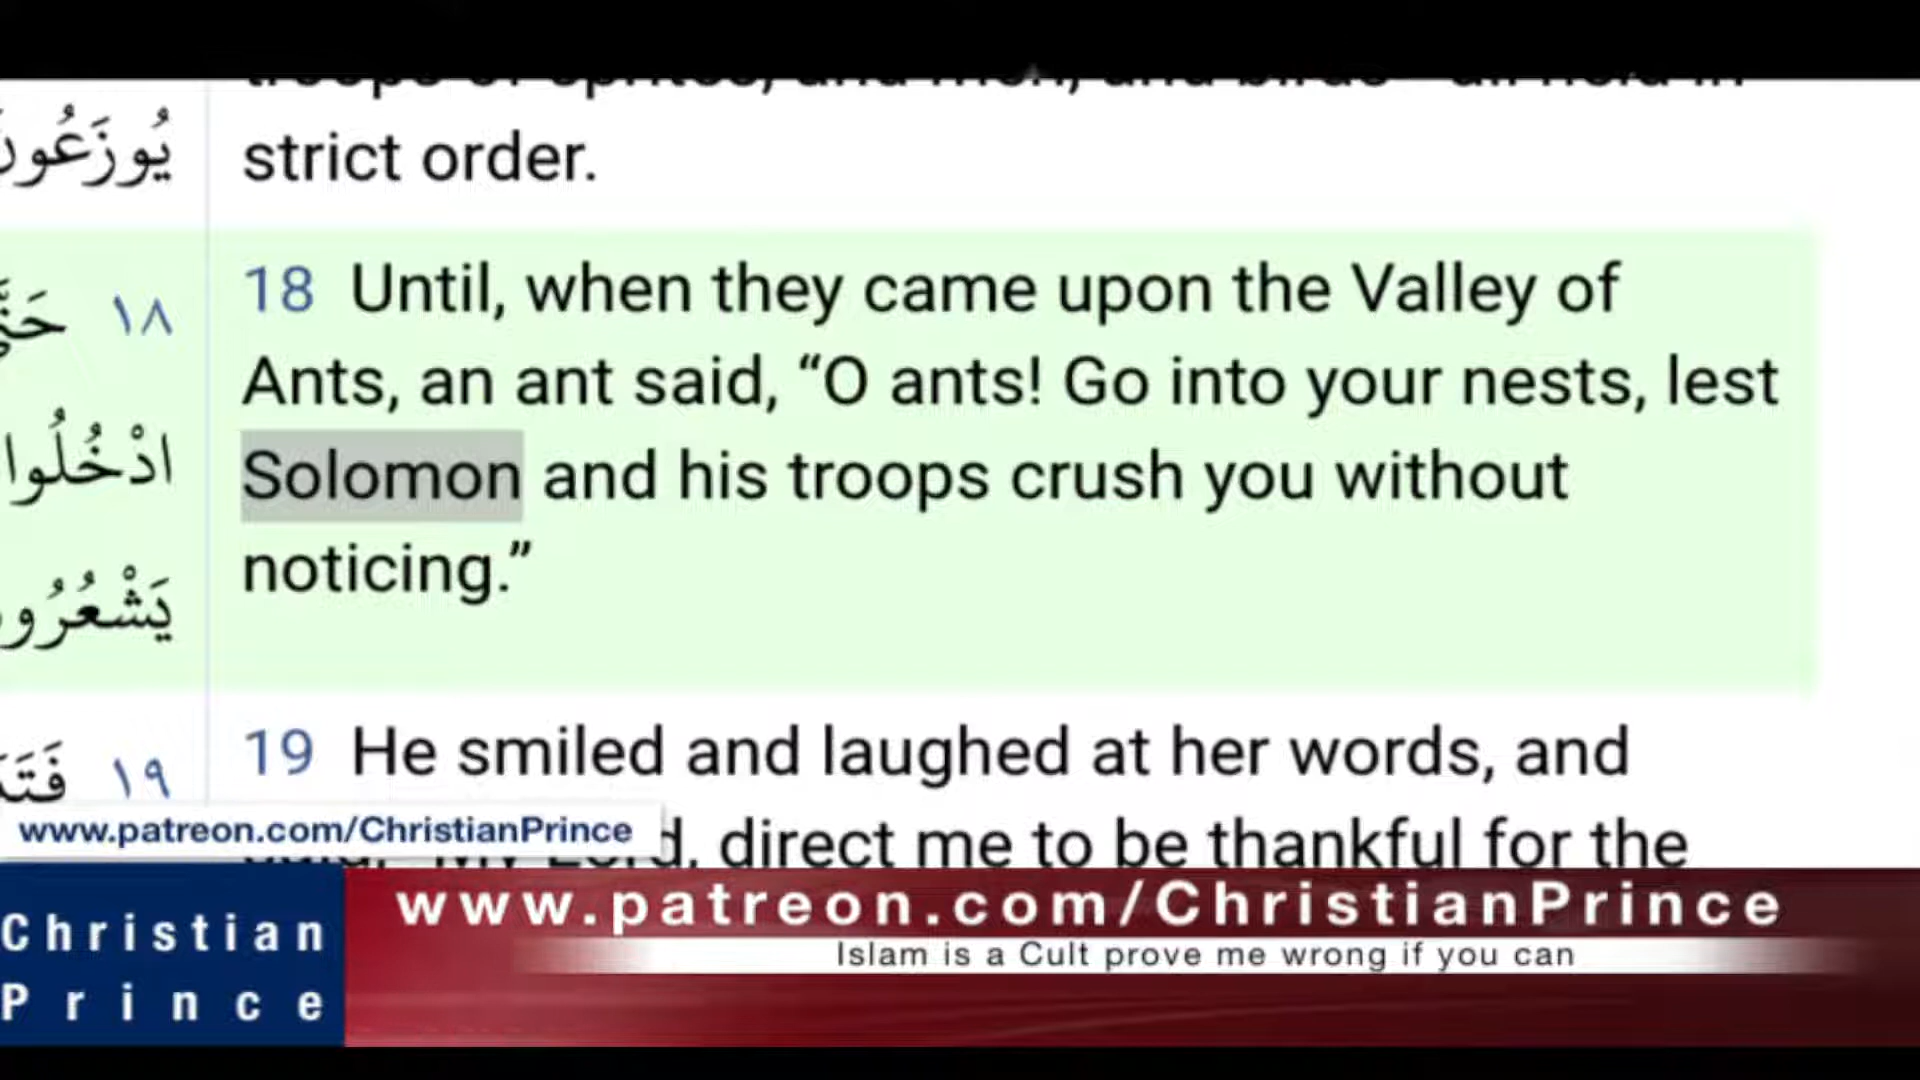 strict order.
18 Until, when they came upon the Valley of
Ants, an ant said, “O ants! Go into your nests, lest
Solomon and his troops crush you without
noticing.”
19 He smiled and laughed at her words, and
direct me to be thankful for the
١٨
ادْخُلُوا
١٩
www.patreon.com/ChristianPrince
Christian
Prince
www.patreon.com/ChristianPrince
Islam is a Cult prove me wrong if you can